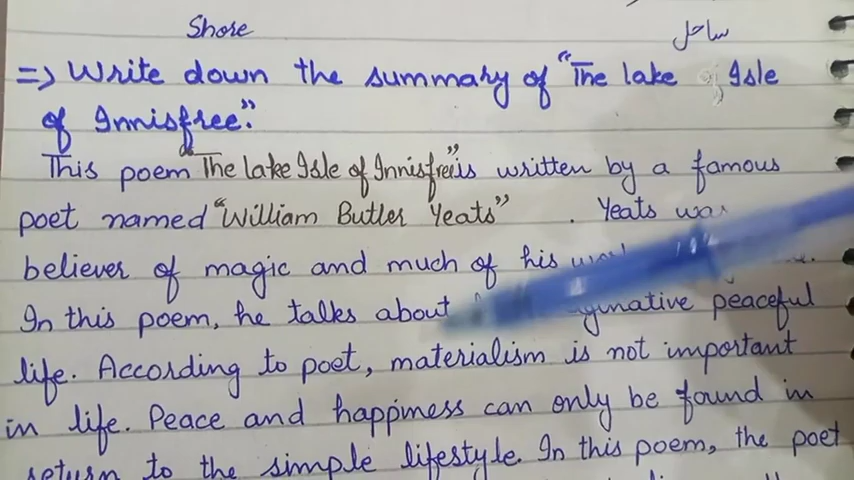 Shore ساحل
=> Write down the summary of "The lake Isle
of Innisfree".
This poem "The lake Isle of Innisfree" is written by a famous
poet named "William Butler Yeats" . Yeats was
believer of magic and much of his
In this poem, he talks about peaceful
life. According to poet, materialism is not important
in life. Peace and happiness can only be found in
return to the simple lifestyle. In this poem, the poet